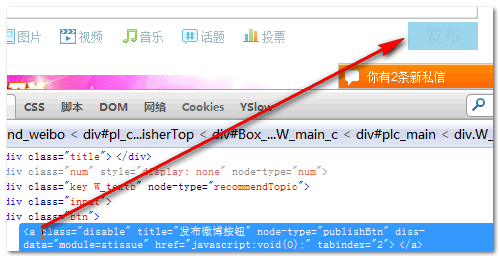 图片 视频 音乐 话题 投票 发布
你有2条新私信
CSS 脚本 DOM 网络 Cookies YSlow
nd_weibo < div#pl_c...isherTop < div#Box_...W_main_c < div#plc_main < div.W_
div class="title"></div>
div class="num" style="display: none" node-type="num">
div class="key W_textb" node-type="recommendTopic">
div class="input">
div class="btn">
<a class="disable" title="发布微博按钮" node-type="publishBtn" diss-
data="module=stissue" href="javascript:void(0);" tabindex="2"></a>